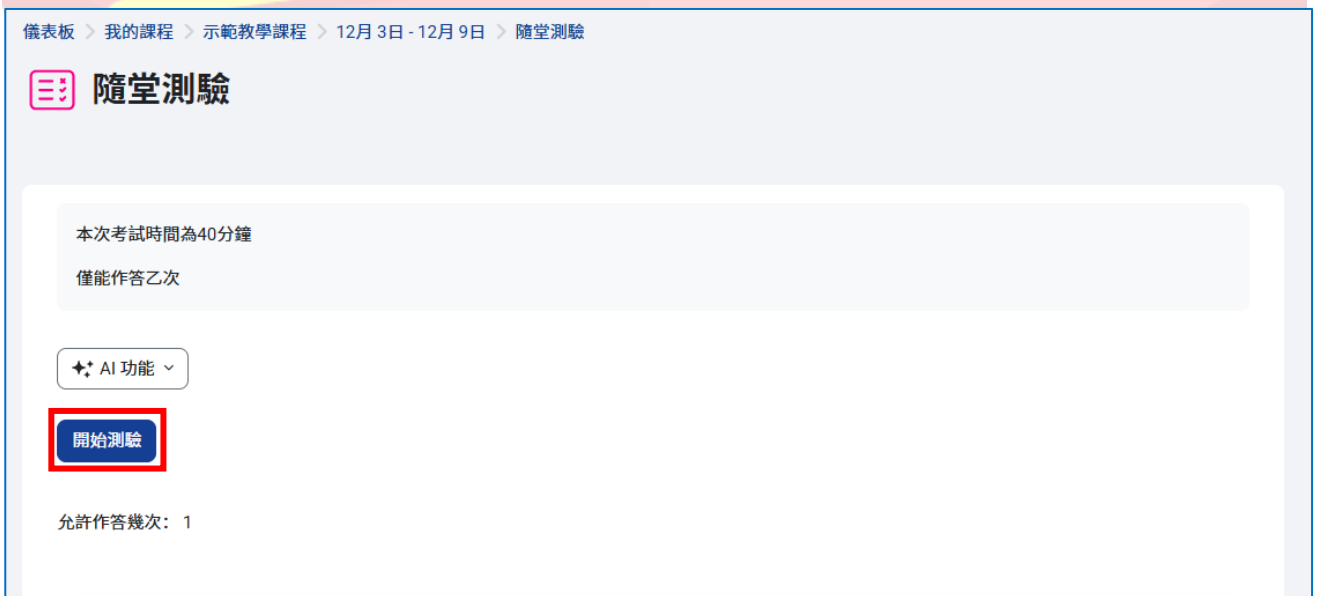 儀表板 > 我的課程 > 示範教學課程 > 12月 3日 - 12月 9日 > 隨堂測驗
隨堂測驗
本次考試時間為40分鐘
僅能作答乙次
AI 功能
開始測驗
允許作答幾次： 1